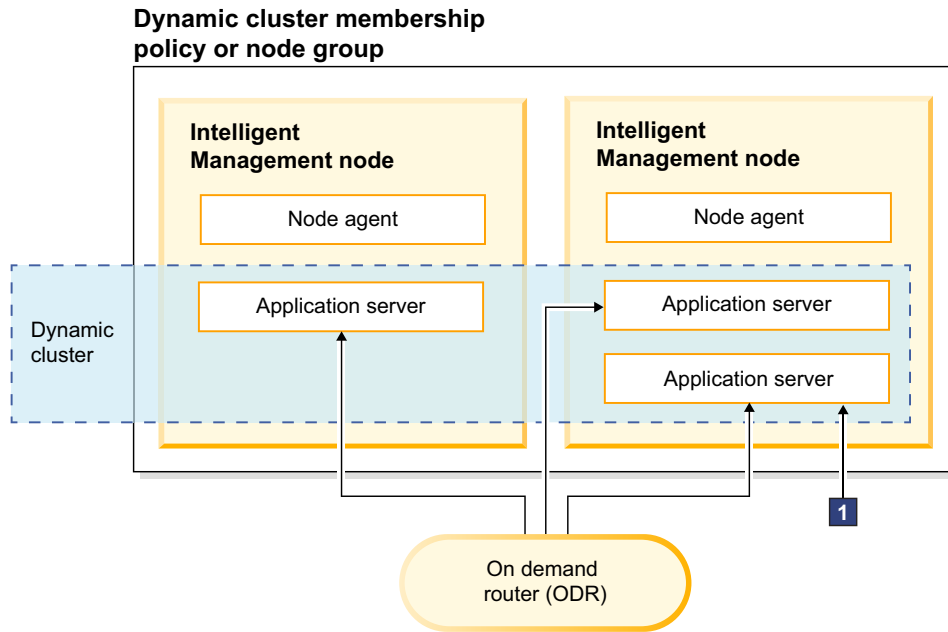 Dynamic cluster membership
policy or node group
Intelligent
Management node
Node agent
Application server
Intelligent
Management node
Node agent
Application server
Application server
Dynamic
cluster
1
On demand
router (ODR)